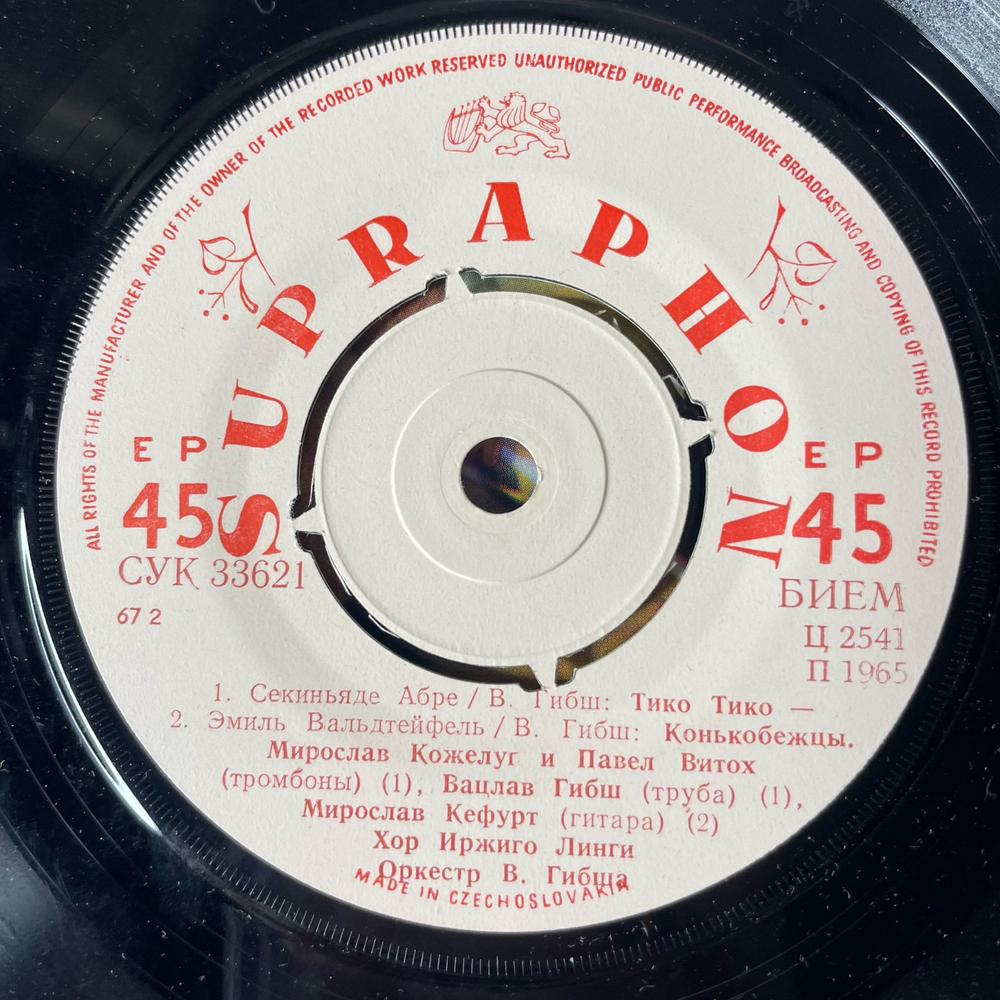 ALL RIGHTS OF THE MANUFACTURER AND OF THE OWNER OF THE RECORDED WORK RESERVED UNAUTHORIZED PUBLIC PERFORMANCE BROADCASTING AND COPYING OF THIS RECORD PROHIBITED
SUPRAPHON
EP
45
СУК 33621
67 2
EP
45
БИЕМ
Ц 2541
П 1965
1. Секиньяде Абре / В. Гибш: Тико Тико —
2. Эмиль Вальдтейфель / В. Гибш: Конькобежцы.
Мирослав Кожелуг и Павел Витох
(тромбоны) (1), Бацлав Гибш (труба) (1),
Мирослав Кефурт (гитара) (2)
Хор Иржиго Линги
Оркестр В. Гибша
MADE IN CZECHOSLOVAKIA